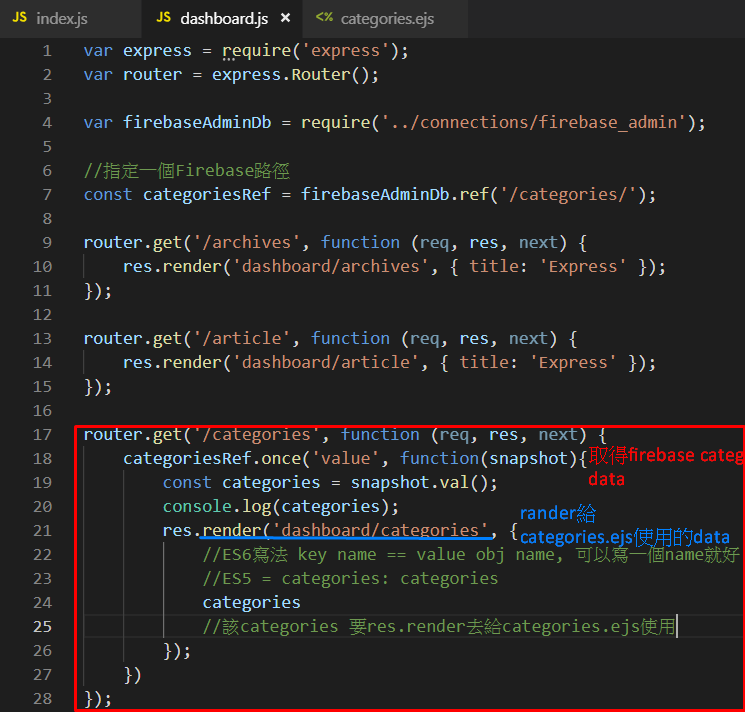 JS index.js JS dashboard.js × <% categories.ejs
1 var express = require('express');
2 var router = express.Router();
3
4 var firebaseAdminDb = require('../connections/firebase_admin');
5
6 //指定一個Firebase路徑
7 const categoriesRef = firebaseAdminDb.ref('/categories/');
8
9 router.get('/archives', function (req, res, next) {
10 res.render('dashboard/archives', { title: 'Express' });
11 });
12
13 router.get('/article', function (req, res, next) {
14 res.render('dashboard/article', { title: 'Express' });
15 });
16
17 router.get('/categories', function (req, res, next) {
18 categoriesRef.once('value', function(snapshot){ 取得firebase categ
data
19 const categories = snapshot.val();
20 console.log(categories);
rander給
21 res.render('dashboard/categories', {
categories.ejs使用的data
22 //ES6寫法 key name == value obj name, 可以寫一個name就好
23 //ES5 = categories: categories
24 categories
25 //該categories 要res.render去給categories.ejs使用
26 });
27 })
28 });